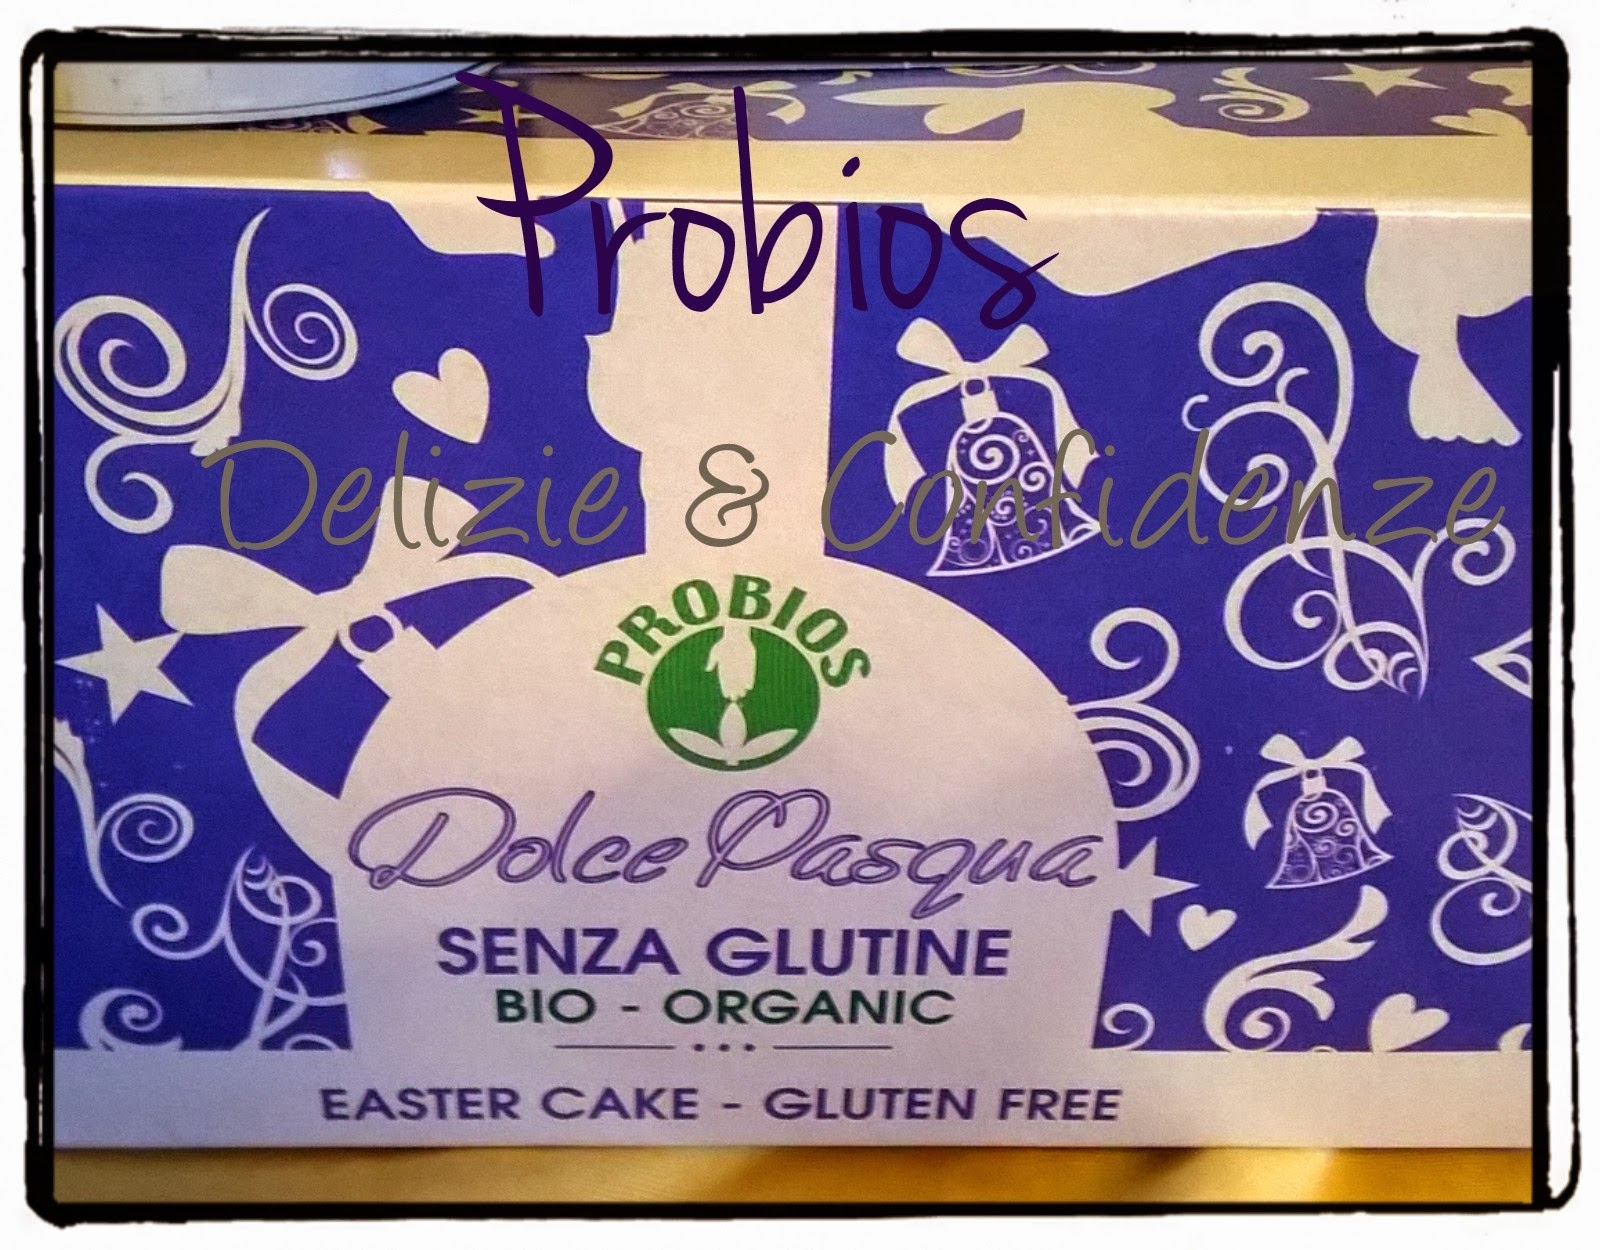 Probios
Delizie & Confidenze
PROBIOS
Dolce Pasqua
SENZA GLUTINE
BIO - ORGANIC
EASTER CAKE - GLUTEN FREE